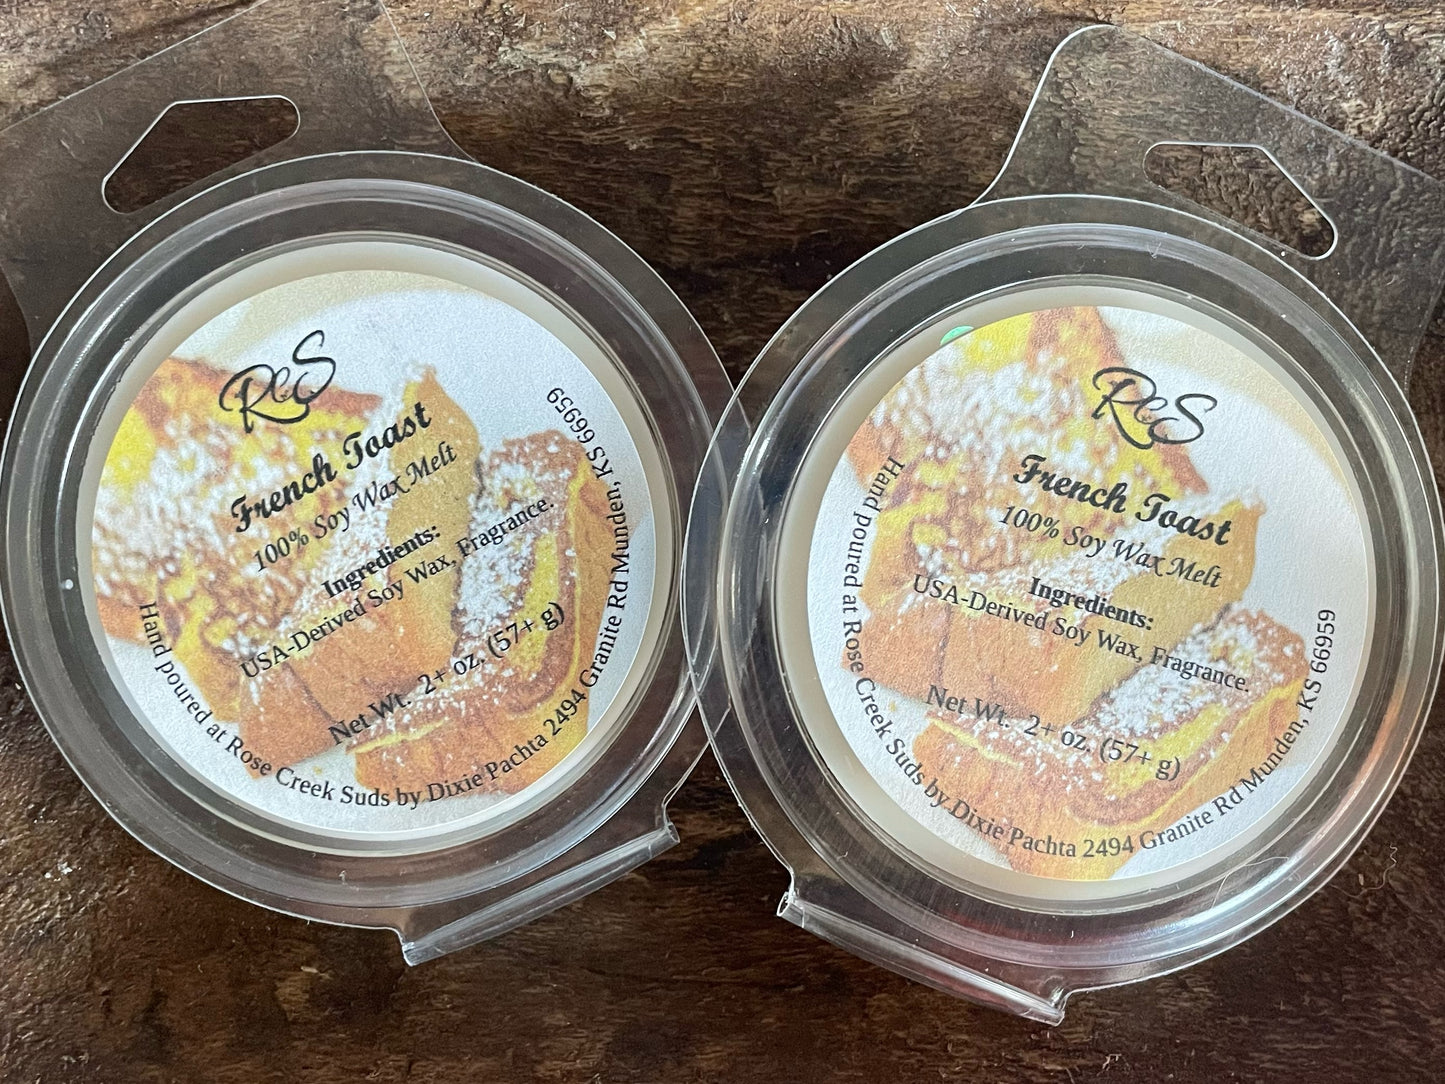 RCS
French Toast
100% Soy Wax Melt
Ingredients:
USA-Derived Soy Wax, Fragrance.
Net Wt. 2+ oz. (57+ g)
Hand poured at Rose Creek Suds by Dixie Pachta 2494 Granite Rd Munden, KS 66959
RCS
French Toast
100% Soy Wax Melt
Ingredients:
USA-Derived Soy Wax, Fragrance.
Net Wt. 2+ oz. (57+ g)
Hand poured at Rose Creek Suds by Dixie Pachta 2494 Granite Rd Munden, KS 66959